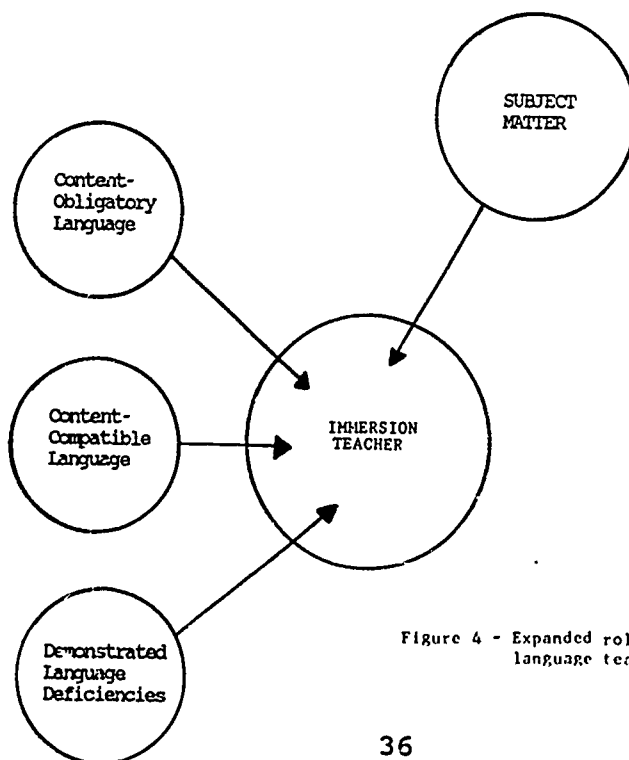 SUBJECT
MATTER
Content-
Obligatory
Language
Content-
Compatible
Language
IMMERSION
TEACHER
Demonstrated
Language
Deficiencies
Figure 4 - Expanded
language
36